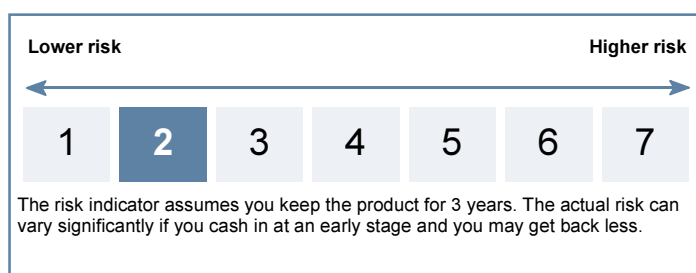 Lower risk Higher risk
1 2 3 4 5 6 7
The risk indicator assumes you keep the product for 3 years. The actual risk can
vary significantly if you cash in at an early stage and you may get back less.